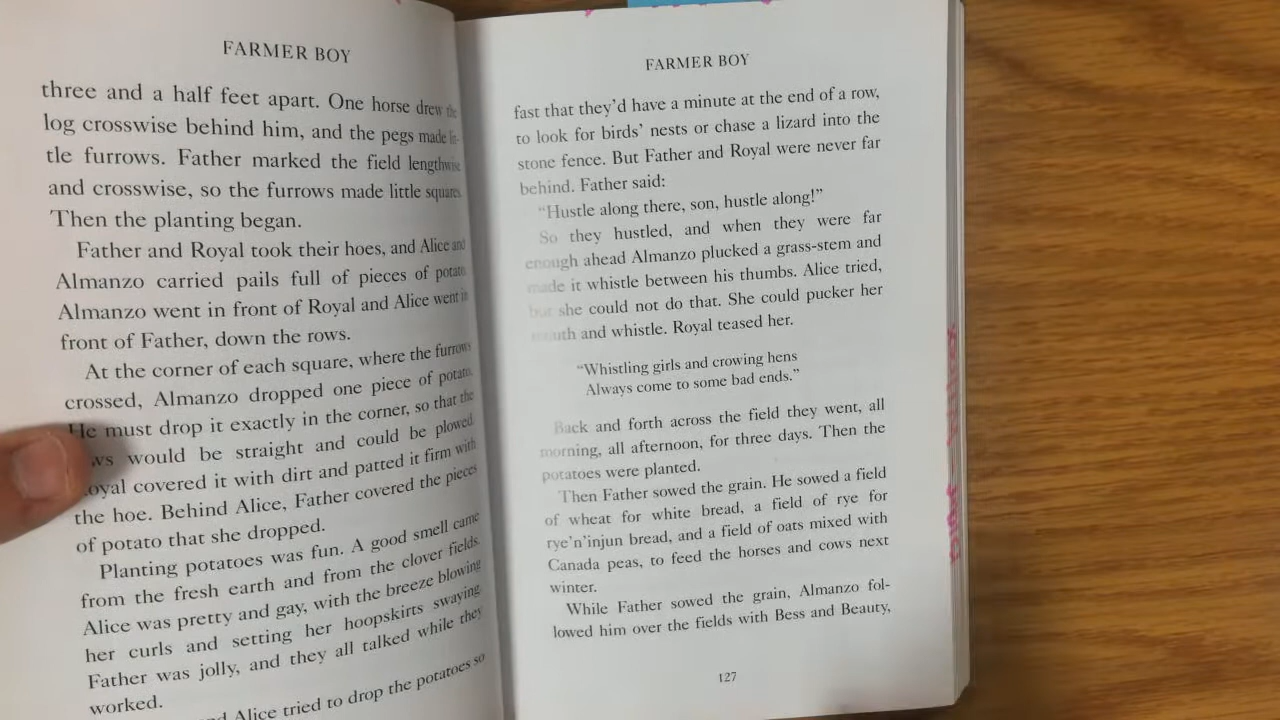 FARMER BOY
three and a half feet apart. One horse drew the
log crosswise behind him, and the pegs made lit-
tle furrows. Father marked the field lengthwise
and crosswise, so the furrows made little squares.
Then the planting began.
Father and Royal took their hoes, and Alice and
Almanzo carried pails full of pieces of potato.
Almanzo went in front of Royal and Alice went in
front of Father, down the rows.
At the corner of each square, where the furrows
crossed, Almanzo dropped one piece of potato.
He must drop it exactly in the corner, so that the
would be straight and could be plowed.
Royal covered it with dirt and patted it firm with
the hoe. Behind Alice, Father covered the pieces
of potato that she dropped.
Planting potatoes was fun. A good smell came
from the fresh earth and from the clover fields.
Alice was pretty and gay, with the breeze blowing
her curls and setting her hoopskirts swaying.
Father was jolly, and they all talked while they
worked.
Alice tried to drop the potatoes so
FARMER BOY
fast that they'd have a minute at the end of a row,
to look for birds' nests or chase a lizard into the
stone fence. But Father and Royal were never far
behind. Father said:
"Hustle along there, son, hustle along!"
So they hustled, and when they were far
enough ahead Almanzo plucked a grass-stem and
made it whistle between his thumbs. Alice tried,
but she could not do that. She could pucker her
mouth and whistle. Royal teased her.
"Whistling girls and crowing hens
Always come to some bad ends."
Back and forth across the field they went, all
morning, all afternoon, for three days. Then the
potatoes were planted.
Then Father sowed the grain. He sowed a field
of wheat for white bread, a field of rye for
rye'n'injun bread, and a field of oats mixed with
Canada peas, to feed the horses and cows next
winter.
While Father sowed the grain, Almanzo fol-
lowed him over the fields with Bess and Beauty,
127